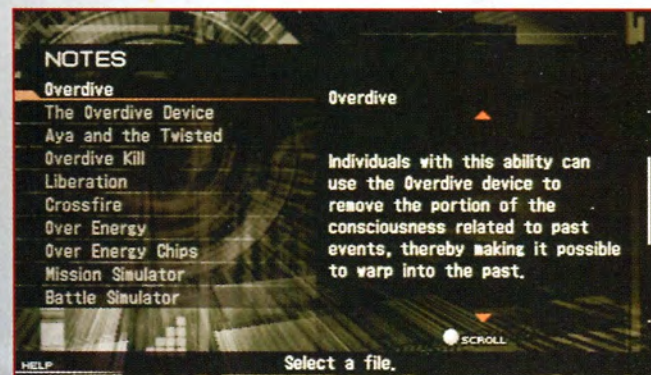 NOTES
Overdive
The Overdive Device
Aya and the Twisted
Overdive Kill
Liberation
Crossfire
Over Energy
Over Energy Chips
Mission Simulator
Battle Simulator
Overdive
Individuals with this ability can
use the Overdive device to
remove the portion of the
consciousness related to past
events, thereby making it possible
to warp into the past.
SCROLL
HELP
Select a file.